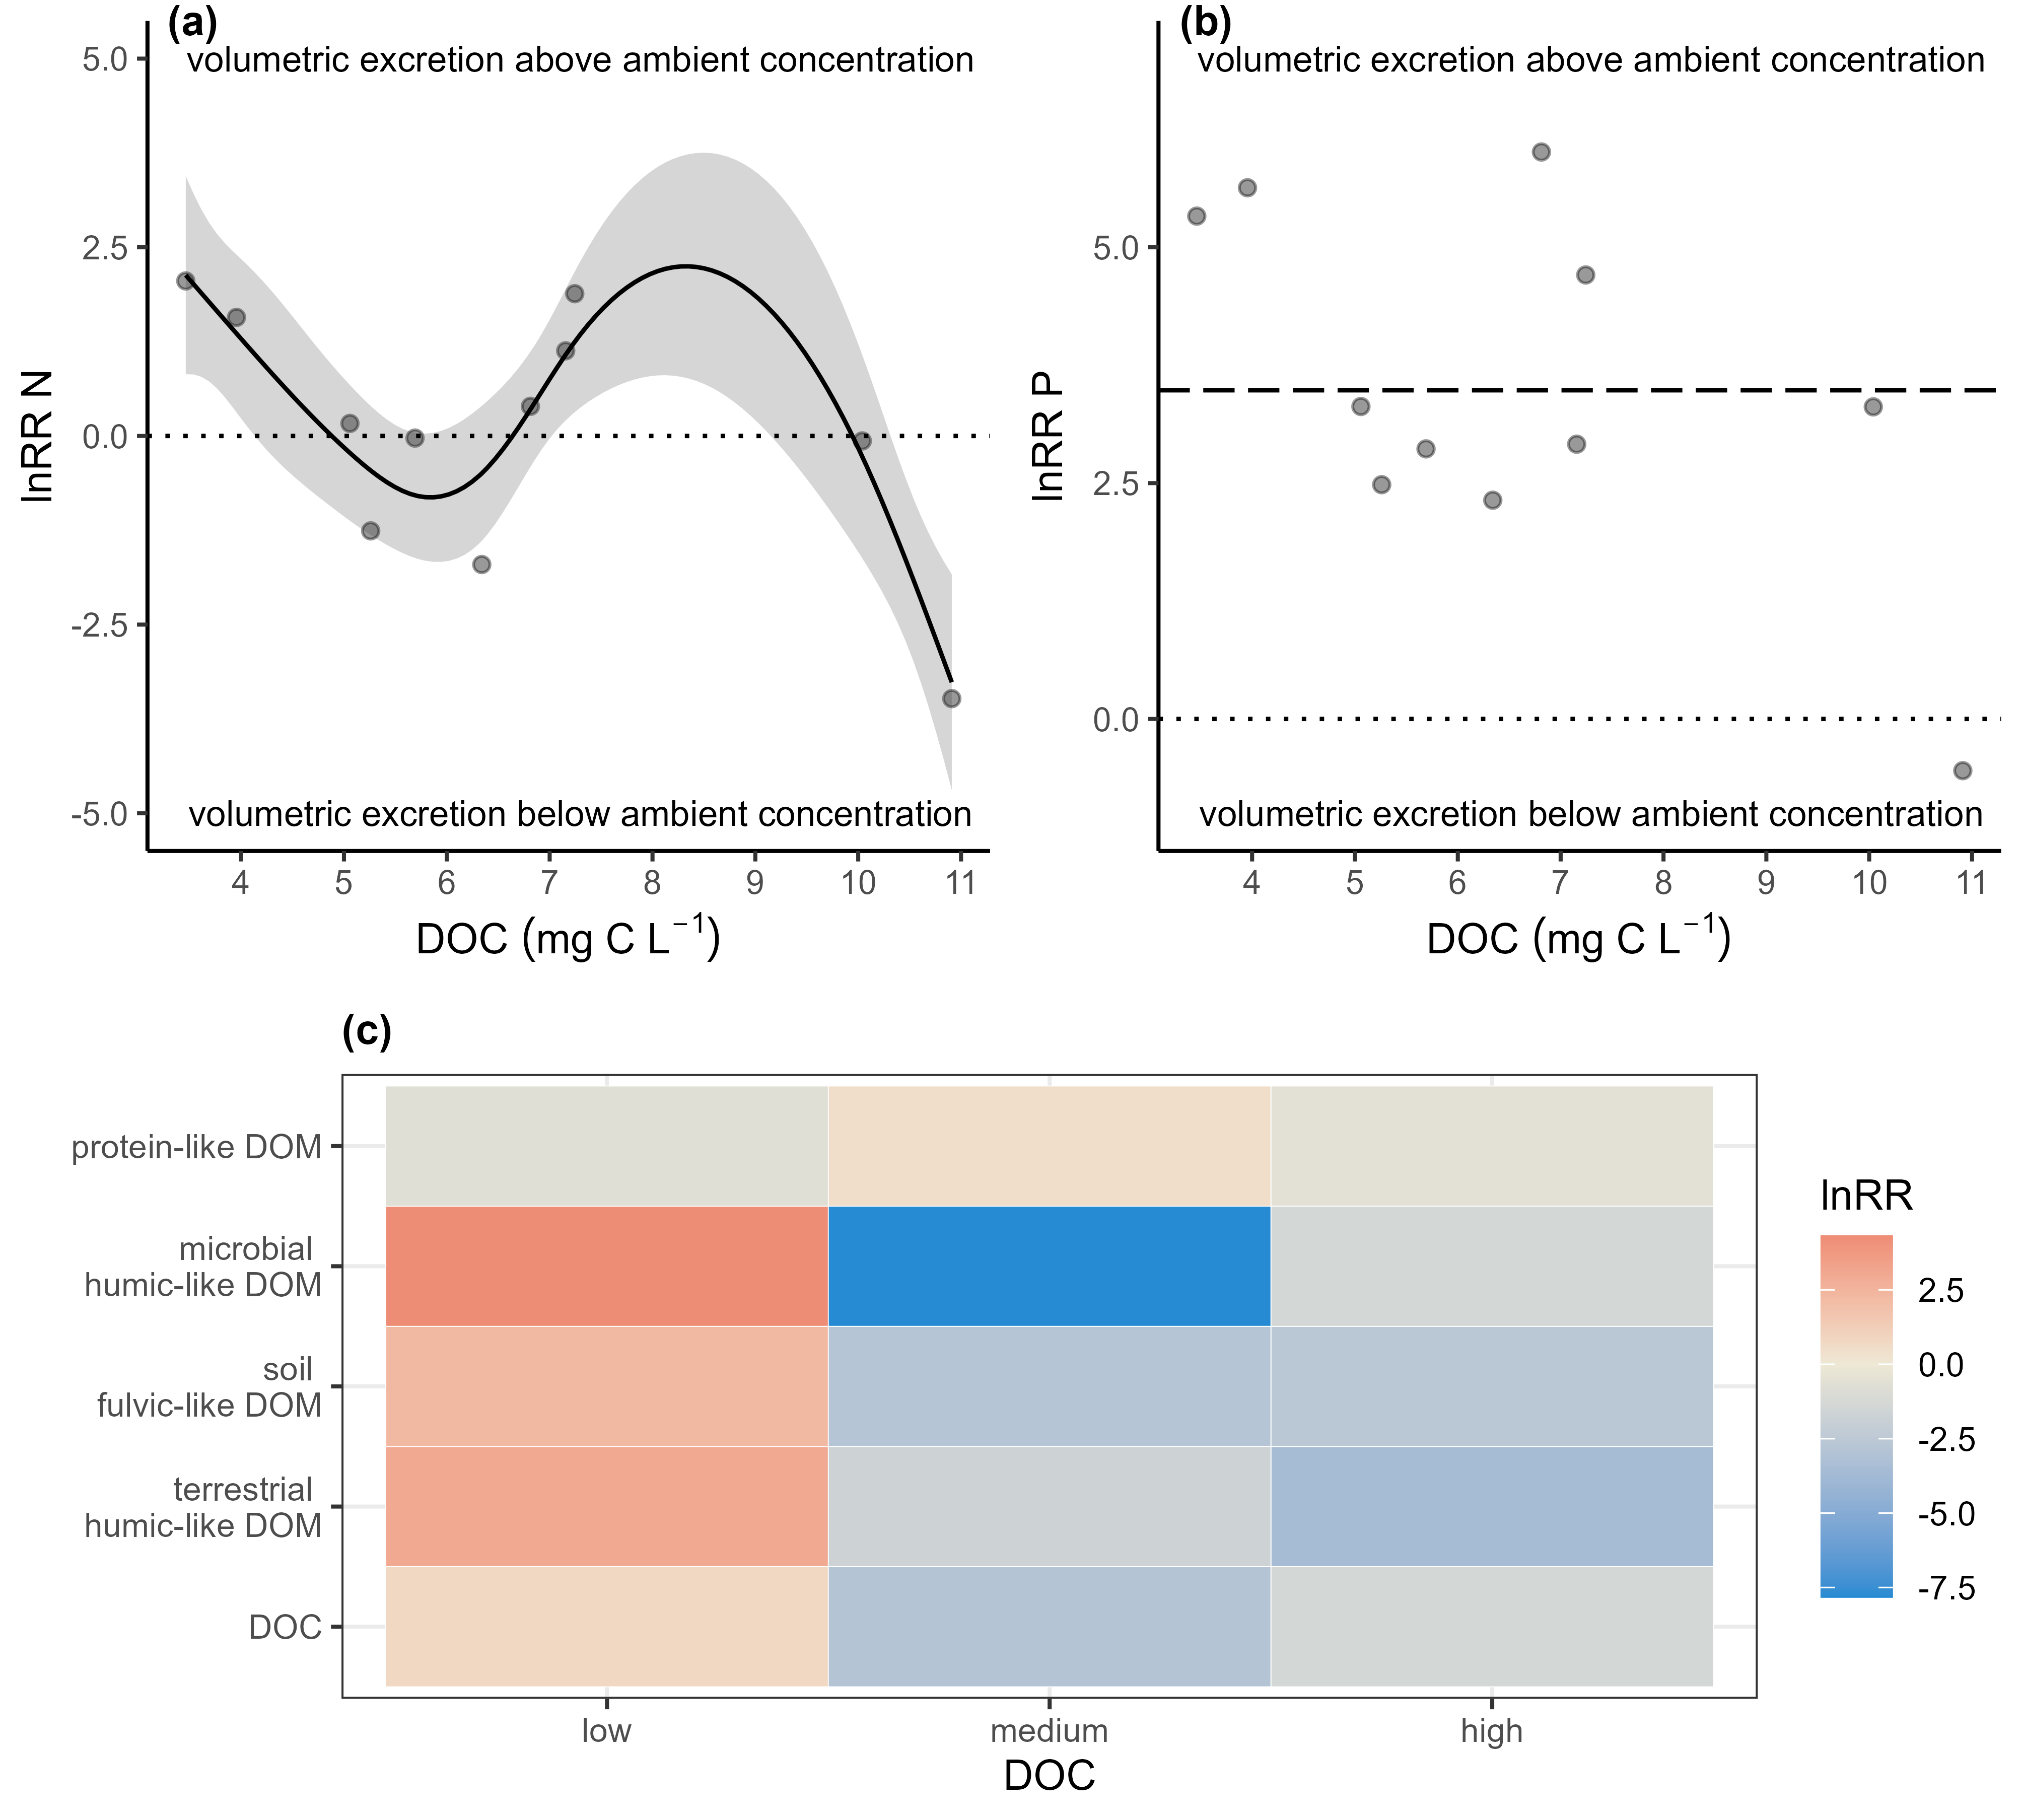 (a)
volumetric excretion above ambient concentration
5.0
2.5
0.0
-2.5
-5.0
lnRR N
volumetric excretion below ambient concentration
4 5 6 7 8 9 10 11
DOC (mg C L⁻¹)
(b)
volumetric excretion above ambient concentration
5.0
2.5
0.0
lnRR P
volumetric excretion below ambient concentration
4 5 6 7 8 9 10 11
DOC (mg C L⁻¹)
(c)
protein-like DOM
microbial
humic-like DOM
soil
fulvic-like DOM
terrestrial
humic-like DOM
DOC
low medium high
DOC
lnRR
2.5
0.0
-2.5
-5.0
-7.5